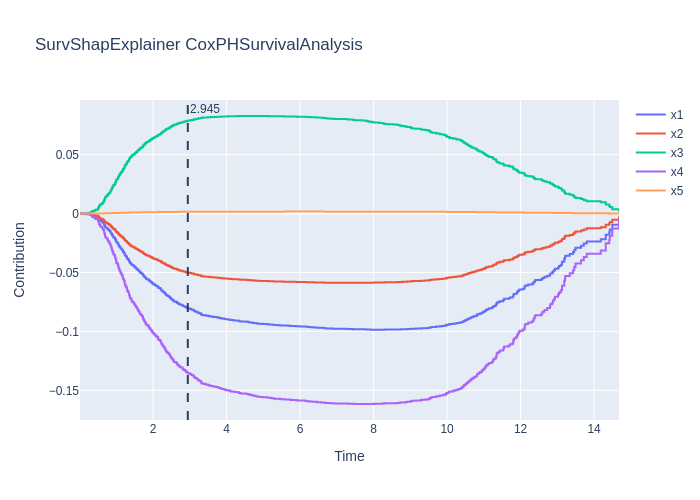 SurvShapExplainer CoxPHSurvivalAnalysis
2.945
x1
x2
x3
x4
x5
0.05
0
−0.05
−0.1
−0.15
Contribution
2
4
6
8
10
12
14
Time